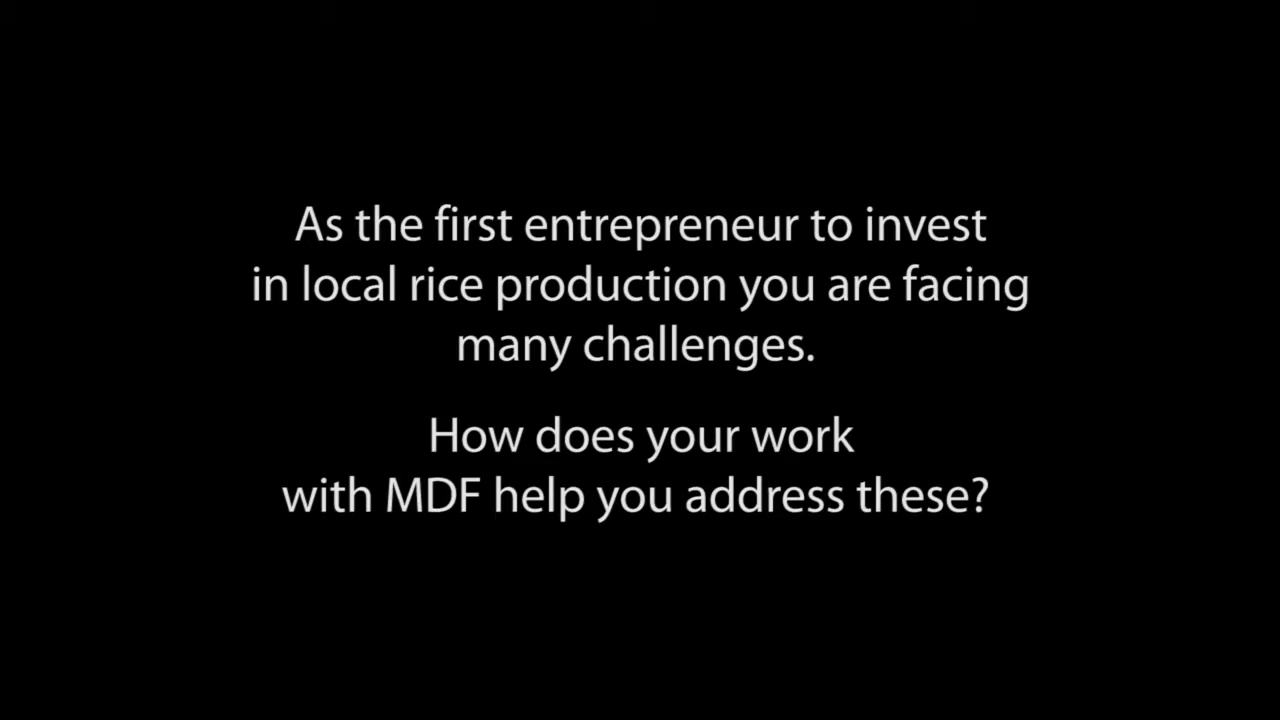 As the first entrepreneur to invest
in local rice production you are facing
many challenges.
How does your work
with MDF help you address these?